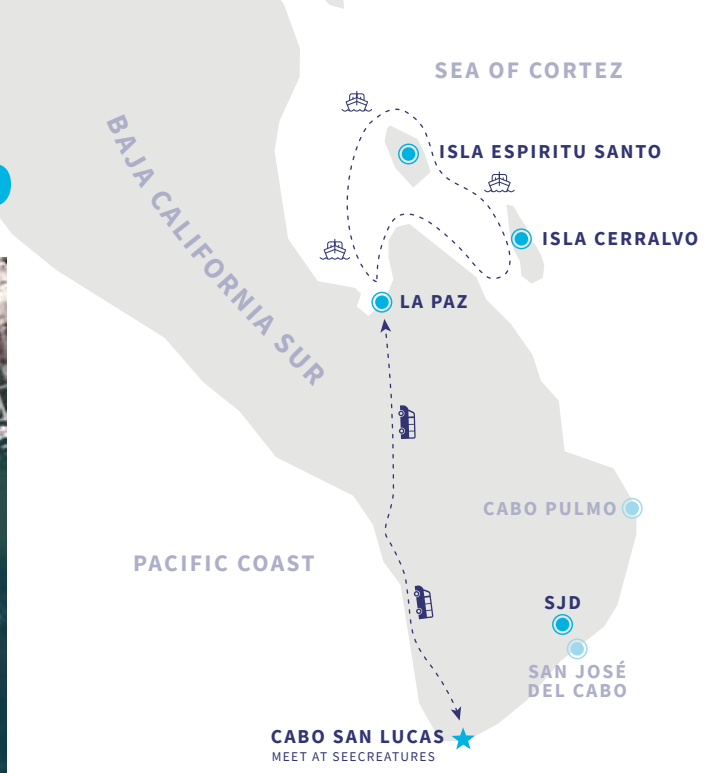 SEA OF CORTEZ
BAJA CALIFORNIA SUR
ISLA ESPIRITU SANTO
ISLA CERRALVO
LA PAZ
CABO PULMO
PACIFIC COAST
SJD
SAN JOSÉ
DEL CABO
CABO SAN LUCAS
MEET AT SEECREATURES